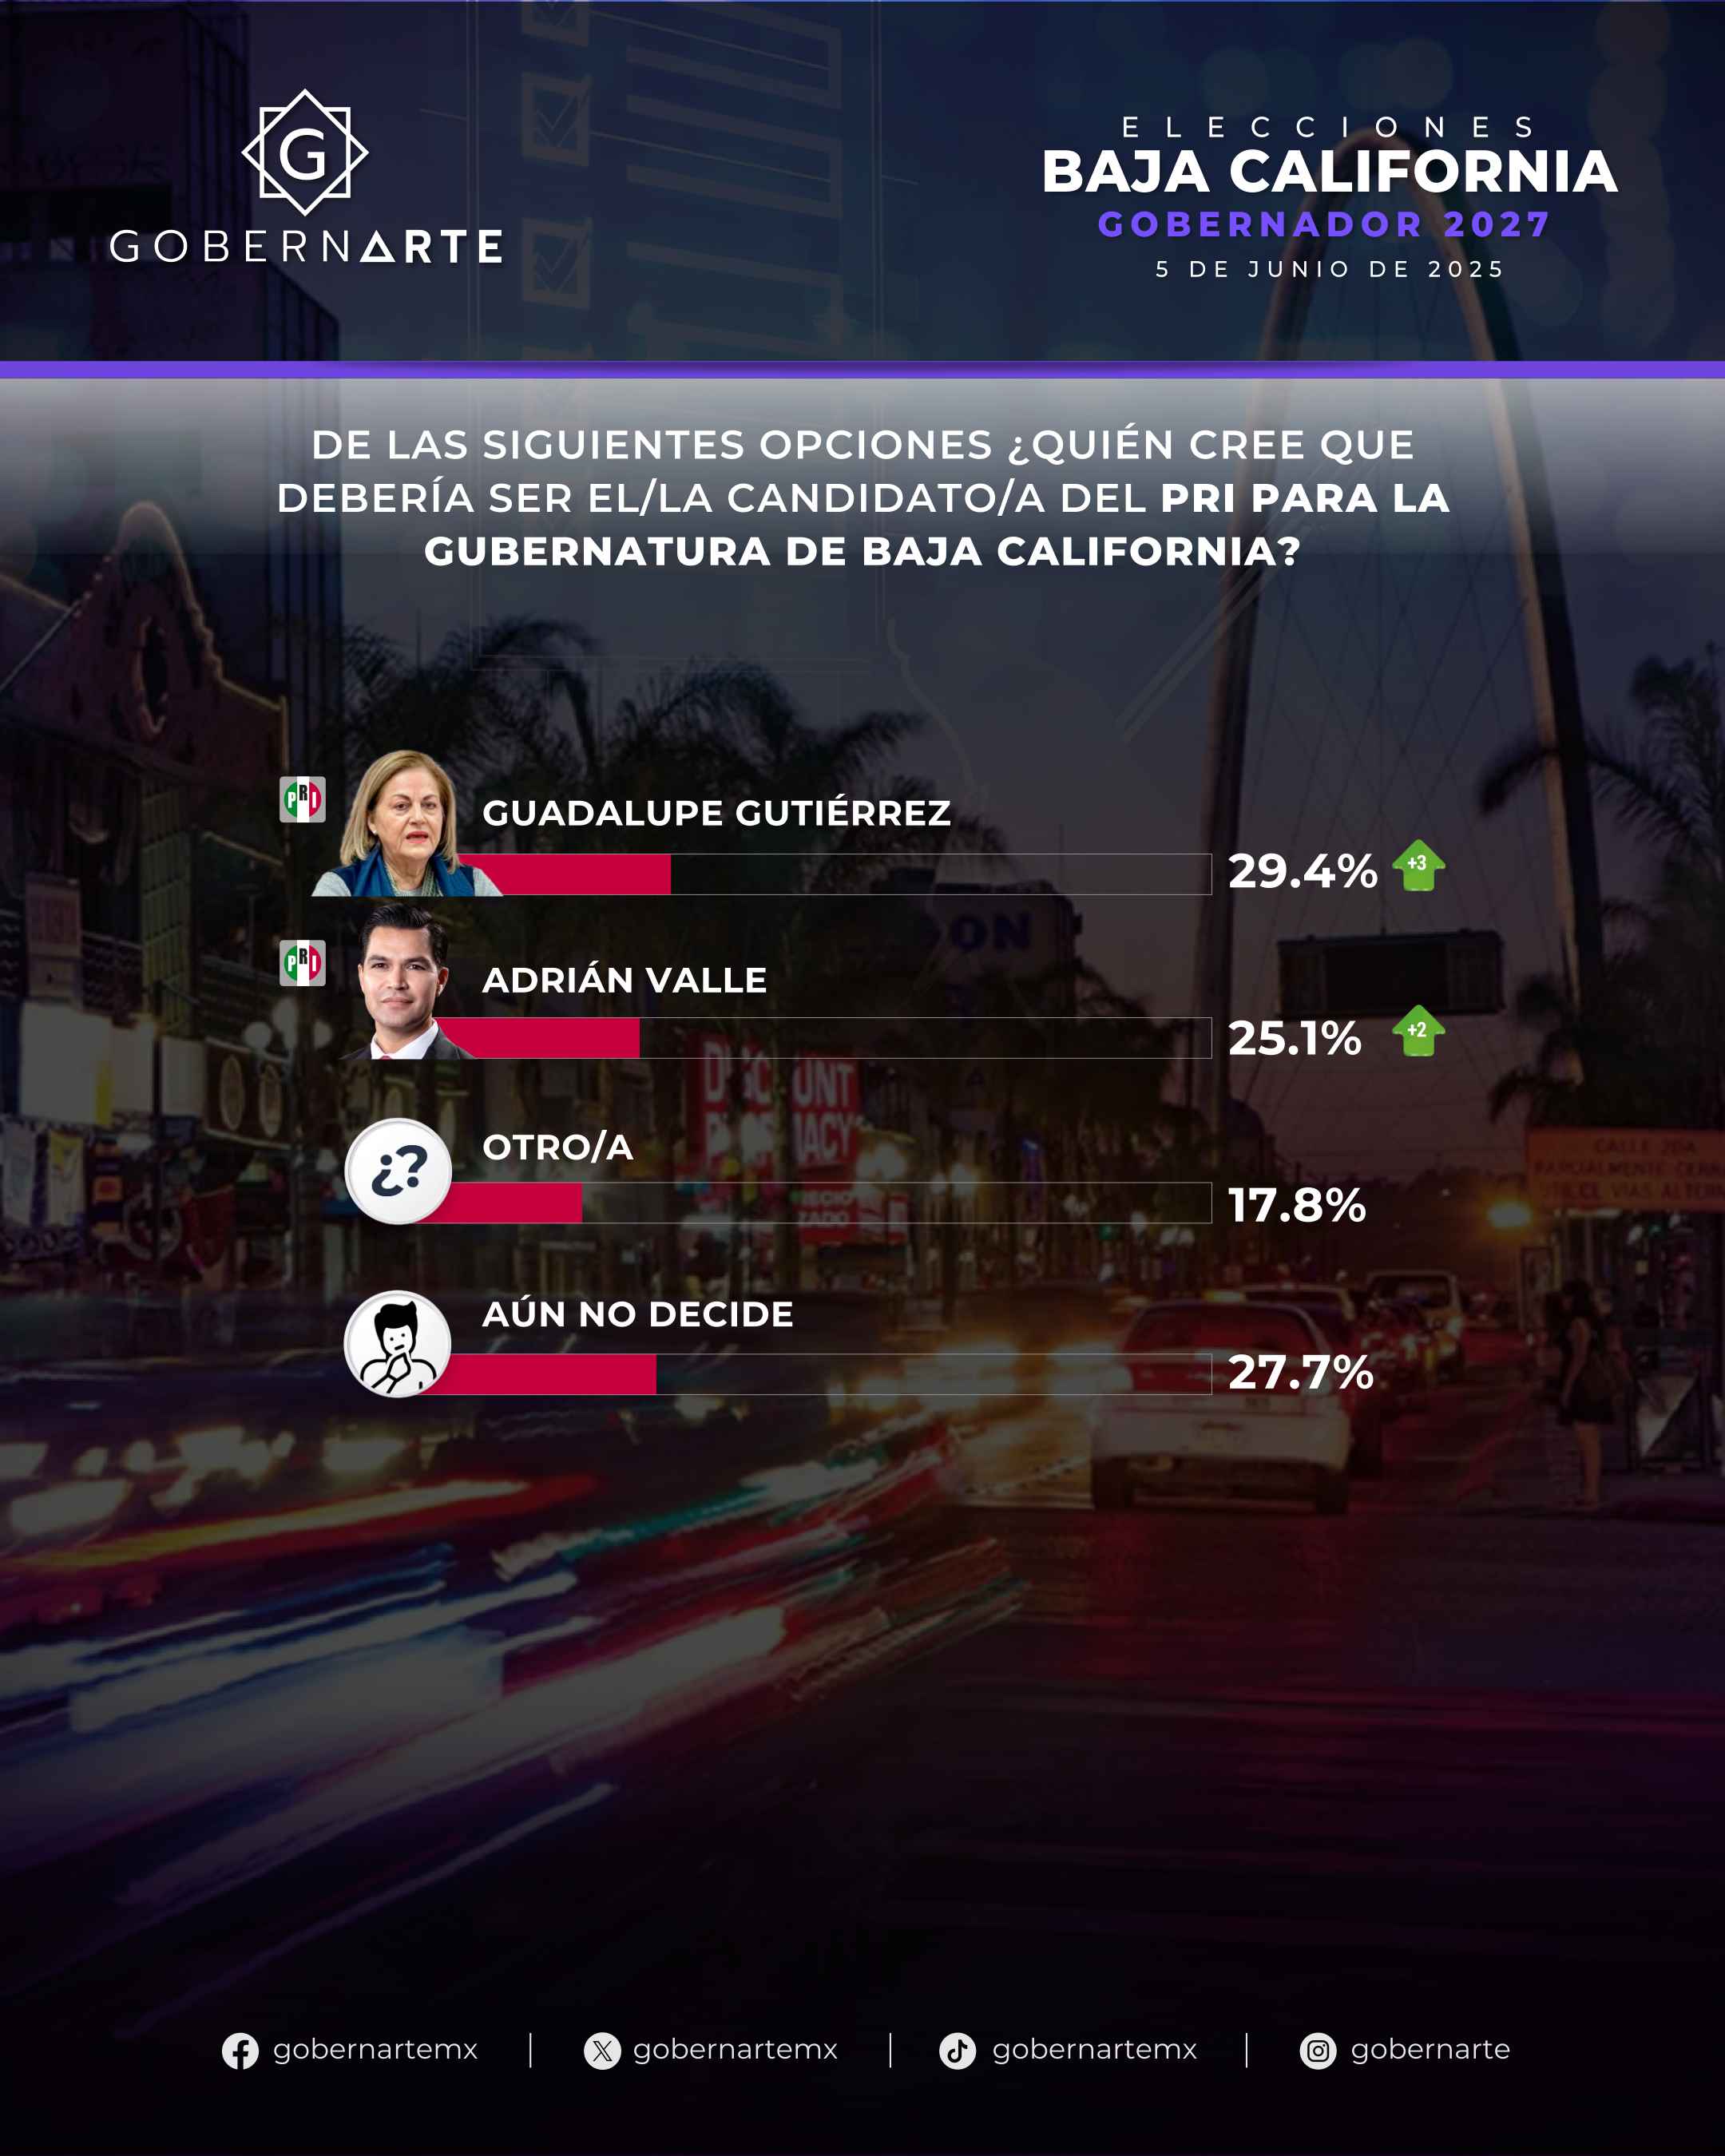 G
GOBERNARTE
ELECCIONES
BAJA CALIFORNIA
GOBERNADOR 2027
5 DE JUNIO DE 2025
DE LAS SIGUIENTES OPCIONES ¿QUIÉN CREE QUE
DEBERÍA SER EL/LA CANDIDATO/A DEL PRI PARA LA
GUBERNATURA DE BAJA CALIFORNIA?
PRI
GUADALUPE GUTIÉRREZ
29.4%
+3
PRI
ADRIÁN VALLE
25.1%
+2
¿?
OTRO/A
17.8%
AÚN NO DECIDE
27.7%
gobernartemx | gobernartemx | gobernartemx | gobernarte